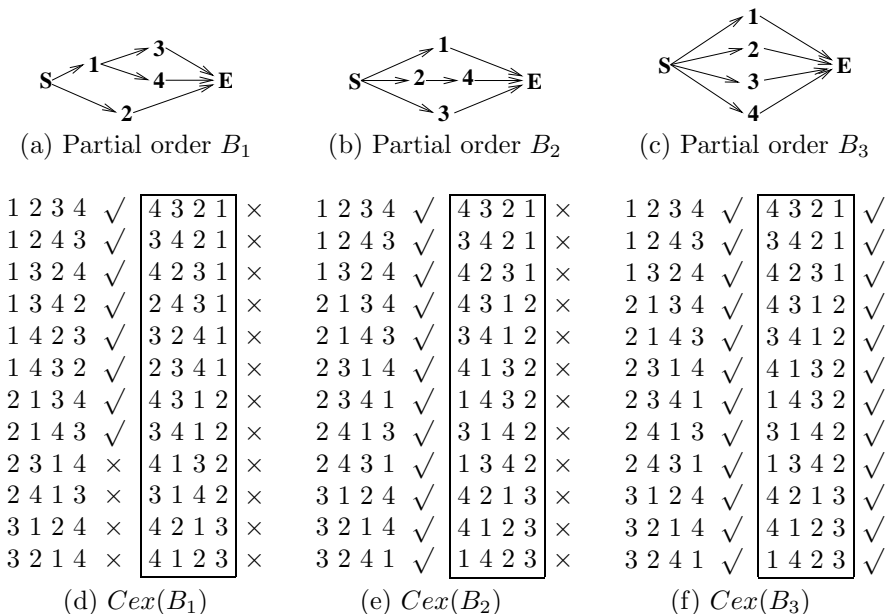 S 1 3 4 2 E
S 1 2 4 3 E
S 1 2 3 4 E
(a) Partial order B₁ (b) Partial order B₂ (c) Partial order B₃
1 2 3 4 √ 4 3 2 1 × 1 2 3 4 √ 4 3 2 1 × 1 2 3 4 √ 4 3 2 1 √
1 2 4 3 √ 3 4 2 1 × 1 2 4 3 √ 3 4 2 1 × 1 2 4 3 √ 3 4 2 1 √
1 3 2 4 √ 4 2 3 1 × 1 3 2 4 √ 4 2 3 1 × 1 3 2 4 √ 4 2 3 1 √
1 3 4 2 √ 2 4 3 1 × 2 1 3 4 √ 4 3 1 2 × 2 1 3 4 √ 4 3 1 2 √
1 4 2 3 √ 3 2 4 1 × 2 1 4 3 √ 3 4 1 2 × 2 1 4 3 √ 3 4 1 2 √
1 4 3 2 √ 2 3 4 1 × 2 3 1 4 √ 4 1 3 2 × 2 3 1 4 √ 4 1 3 2 √
2 1 3 4 √ 4 3 1 2 × 2 3 4 1 √ 1 4 3 2 × 2 3 4 1 √ 1 4 3 2 √
2 1 4 3 √ 3 4 1 2 × 2 4 1 3 √ 3 1 4 2 × 2 4 1 3 √ 3 1 4 2 √
2 3 1 4 × 4 1 3 2 × 2 4 3 1 √ 1 3 4 2 × 2 4 3 1 √ 1 3 4 2 √
2 4 1 3 × 3 1 4 2 × 3 1 2 4 √ 4 2 1 3 × 3 1 2 4 √ 4 2 1 3 √
3 1 2 4 × 4 2 1 3 × 3 2 1 4 √ 4 1 2 3 × 3 2 1 4 √ 4 1 2 3 √
3 2 1 4 × 4 1 2 3 × 3 2 4 1 √ 1 4 2 3 × 3 2 4 1 √ 1 4 2 3 √
(d) Cex(B₁) (e) Cex(B₂) (f) Cex(B₃)